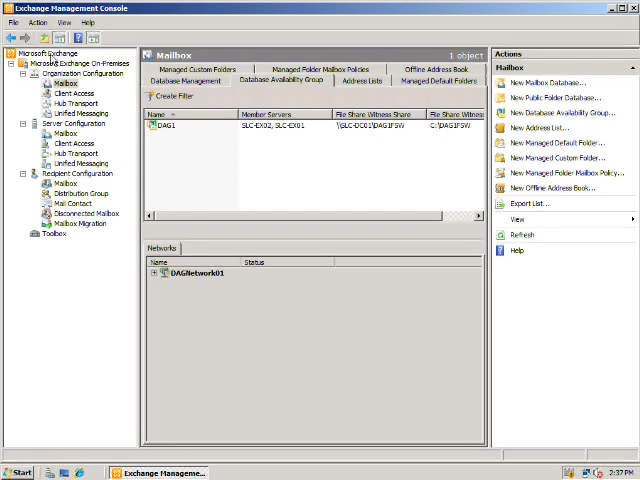 Exchange Management Console
File Action View Help
Microsoft Exchange
Microsoft Exchange On-Premises
Organization Configuration
Mailbox
Client Access
Hub Transport
Unified Messaging
Server Configuration
Mailbox
Client Access
Hub Transport
Unified Messaging
Recipient Configuration
Mailbox
Distribution Group
Mail Contact
Disconnected Mailbox
Mailbox Migration
Toolbox
Mailbox 1 object
Managed Custom Folders Managed Folder Mailbox Policies Offline Address Book
Database Management Database Availability Group Address Lists Managed Default Folders
Create Filter
Name Member Servers File Share Witness Share File Share Witness
DAG1 SLC-EX02, SLC-EX01 \\SLC-DC01\DAG1FSW C:\DAG1FSW
Networks
Name Status
DAGNetwork01
Actions
Mailbox
New Mailbox Database...
New Public Folder Database...
New Database Availability Group...
New Address List...
New Managed Default Folder...
New Managed Custom Folder...
New Managed Folder Mailbox Policy...
New Offline Address Book...
Export List...
View
Refresh
Help
Start Exchange Manageme... 2:37 PM